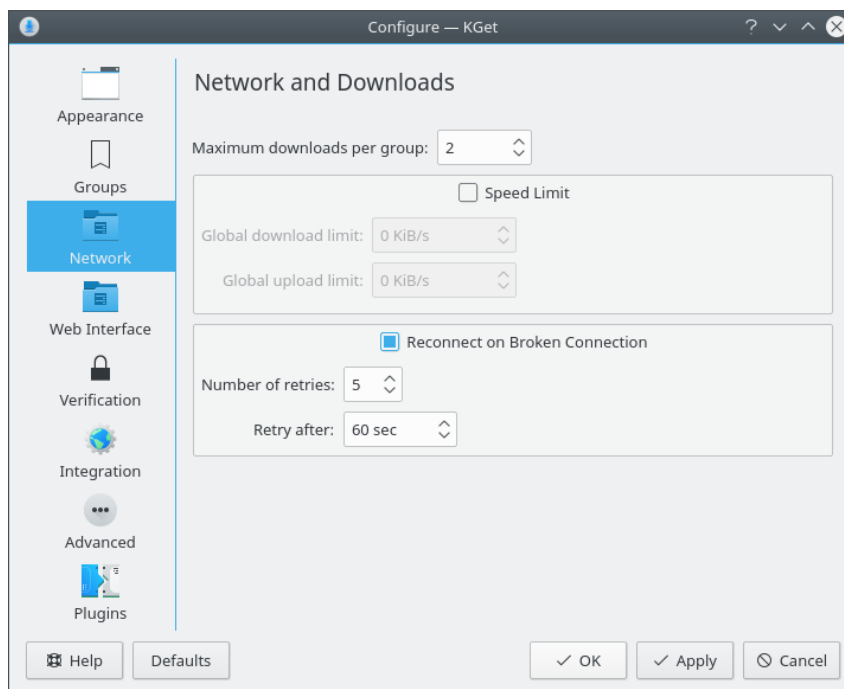 Configure — KGet
Appearance
Groups
Network
Web Interface
Verification
Integration
Advanced
Plugins
Network and Downloads
Maximum downloads per group: 2
Speed Limit
Global download limit: 0 KiB/s
Global upload limit: 0 KiB/s
Reconnect on Broken Connection
Number of retries: 5
Retry after: 60 sec
Help Defaults OK Apply Cancel